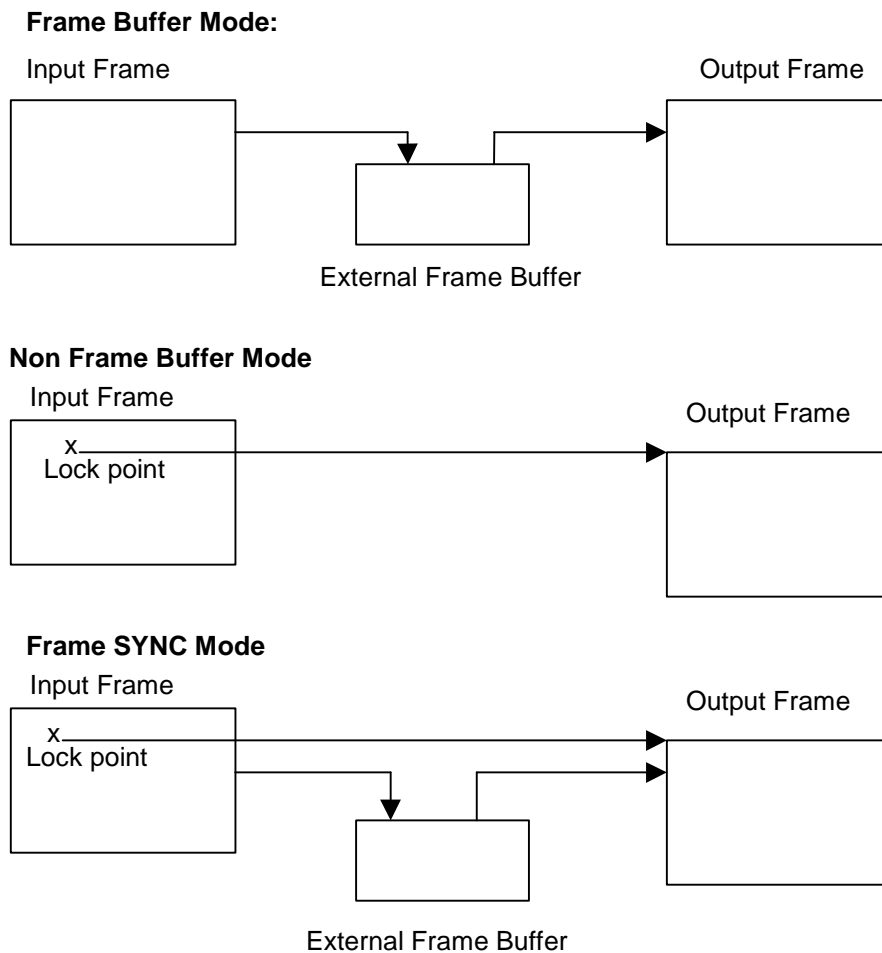 Frame Buffer Mode:
Input Frame
Output Frame
External Frame Buffer
Non Frame Buffer Mode
Input Frame
Output Frame
x
Lock point
Frame SYNC Mode
Input Frame
Output Frame
x
Lock point
External Frame Buffer